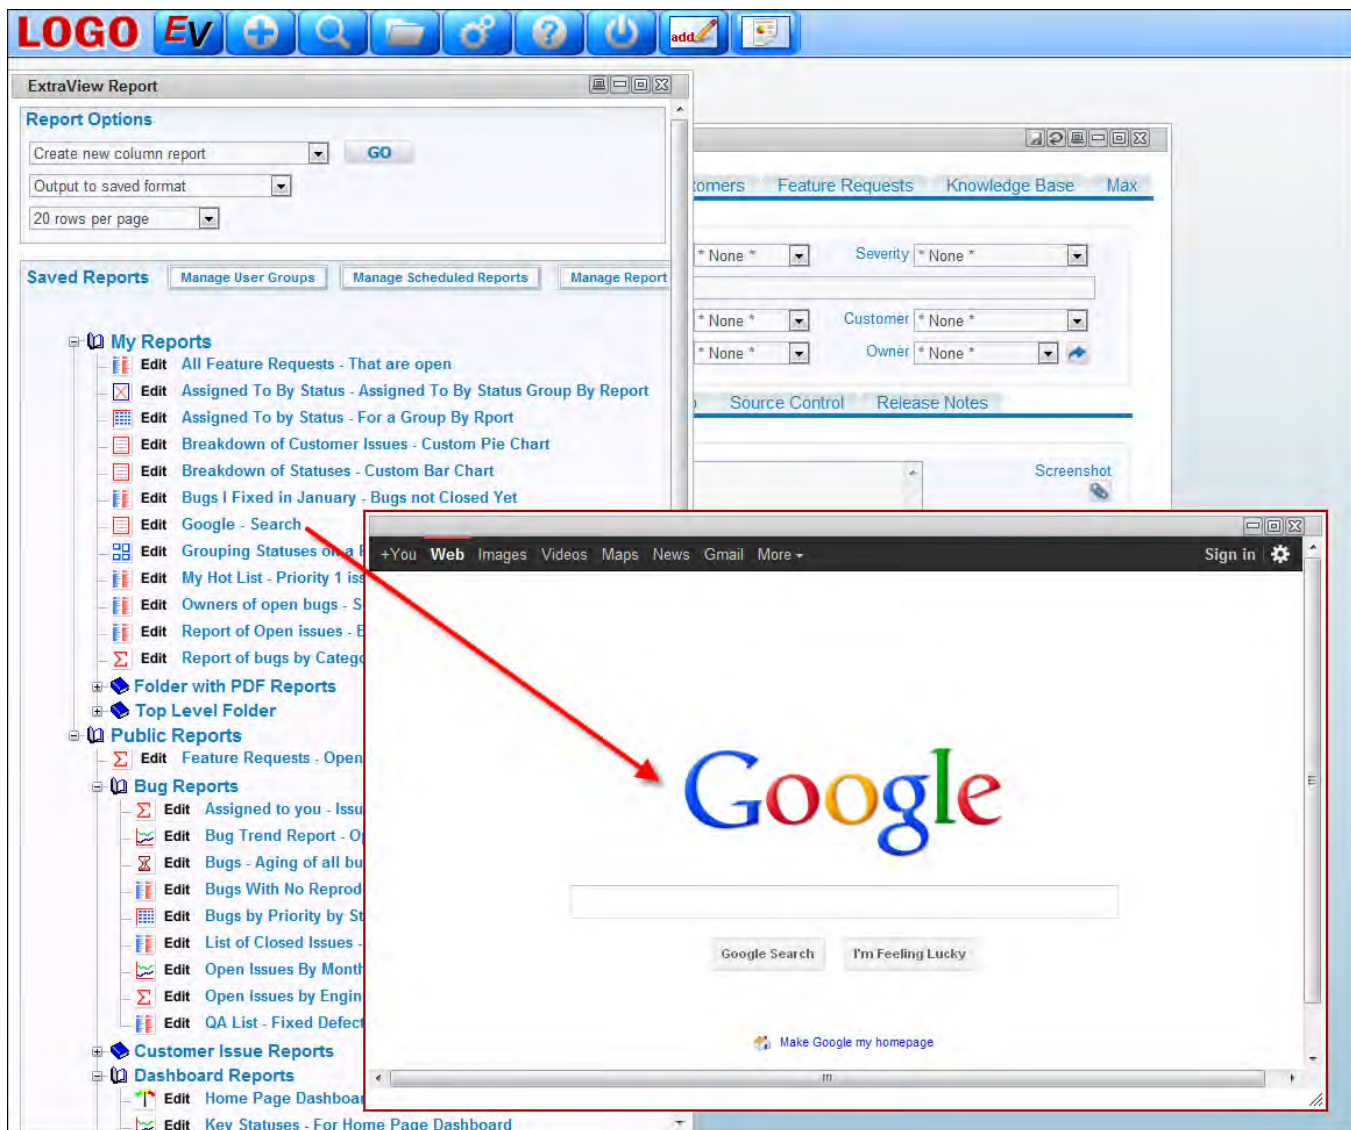 LOGO EV add
ExtraView Report
Report Options
Create new column report GO
Output to saved format
20 rows per page
Saved Reports Manage User Groups Manage Scheduled Reports Manage Report
My Reports
Edit All Feature Requests - That are open
Edit Assigned To By Status - Assigned To By Status Group By Report
Edit Assigned To by Status - For a Group By Rport
Edit Breakdown of Customer Issues - Custom Pie Chart
Edit Breakdown of Statuses - Custom Bar Chart
Edit Bugs I Fixed in January - Bugs not Closed Yet
Edit Google - Search
Edit Grouping Statuses on a
Edit My Hot List - Priority 1 iss
Edit Owners of open bugs - S
Edit Report of Open issues - E
Edit Report of bugs by Catego
Folder with PDF Reports
Top Level Folder
Public Reports
Edit Feature Requests - Open
Bug Reports
Edit Assigned to you - Issu
Edit Bug Trend Report - O
Edit Bugs - Aging of all bu
Edit Bugs With No Reprod
Edit Bugs by Priority by St
Edit List of Closed Issues -
Edit Open Issues By Month
Edit Open Issues by Engin
Edit QA List - Fixed Defect
Customer Issue Reports
Dashboard Reports
Edit Home Page Dashboar
Edit Key Statuses - For Home Page Dashboard
tomers Feature Requests Knowledge Base Max
* None * Severity * None *
* None * Customer * None *
* None * Owner * None *
Source Control Release Notes
Screenshot
+You Web Images Videos Maps News Gmail More Sign in
Google
Google Search I'm Feeling Lucky
Make Google my homepage